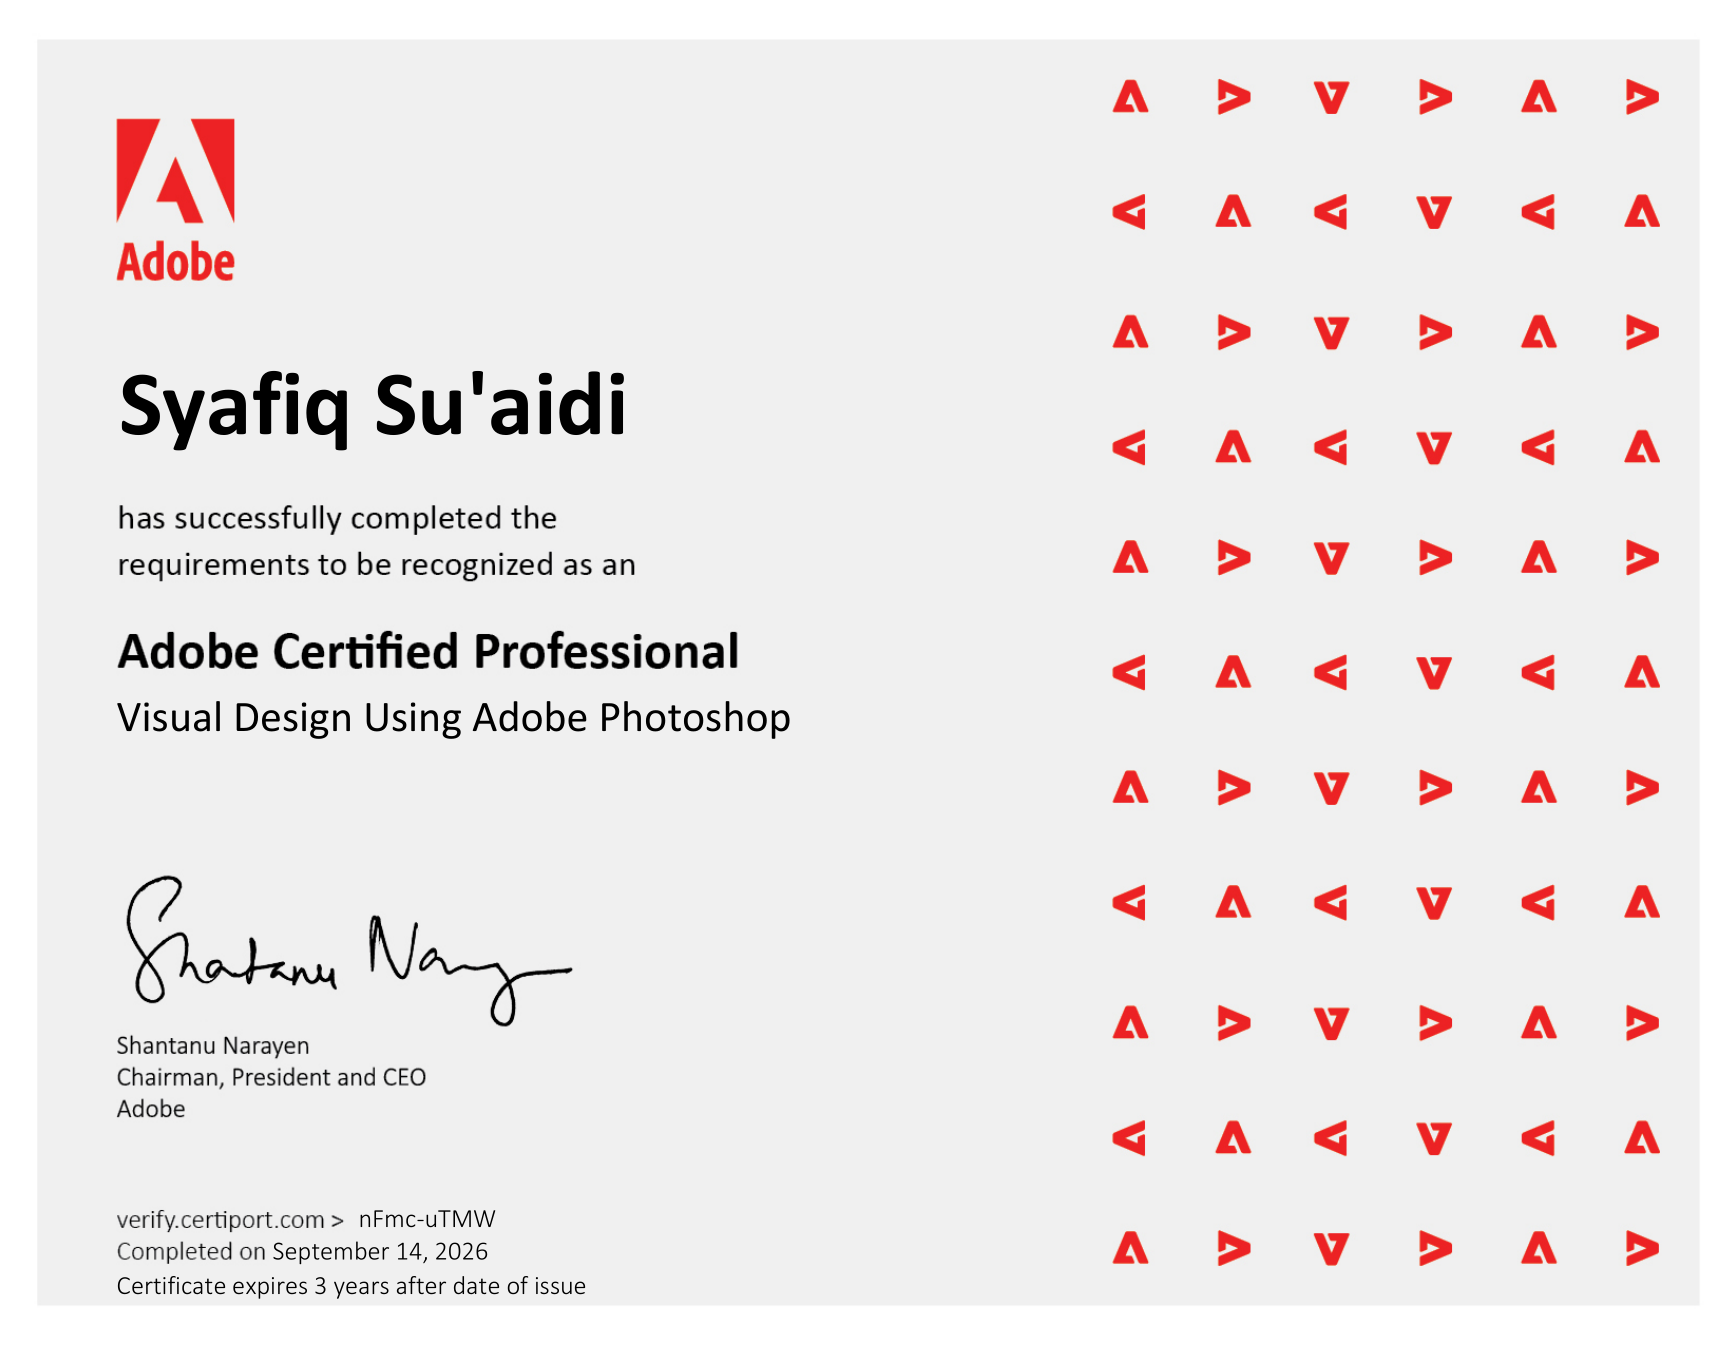 Adobe
Syafiq Su'aidi
has successfully completed the
requirements to be recognized as an
Adobe Certified Professional
Visual Design Using Adobe Photoshop
Shantanu Narayen
Shantanu Narayen
Chairman, President and CEO
Adobe
verify.certiport.com > nFmc-uTMW
Completed on September 14, 2026
Certificate expires 3 years after date of issue